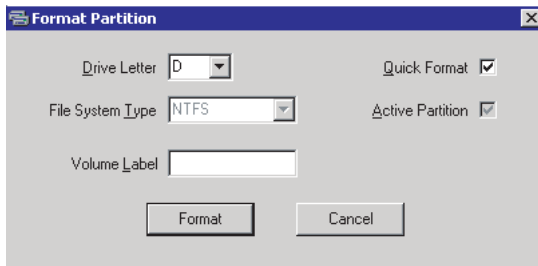 Format Partition
Drive Letter D Quick Format
File System Type NTFS Active Partition
Volume Label
Format Cancel